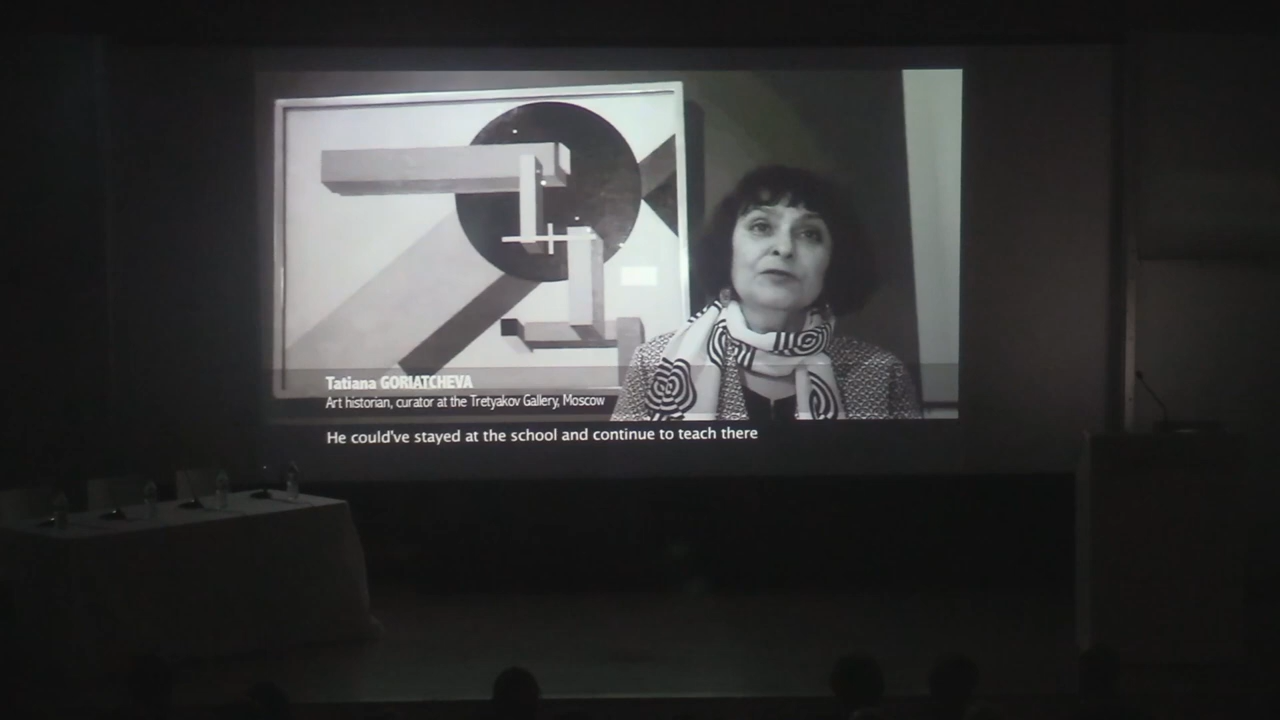 Tatiana GORIATCHEVA
Art historian, curator at the Tretyakov Gallery, Moscow
He could've stayed at the school and continue to teach there